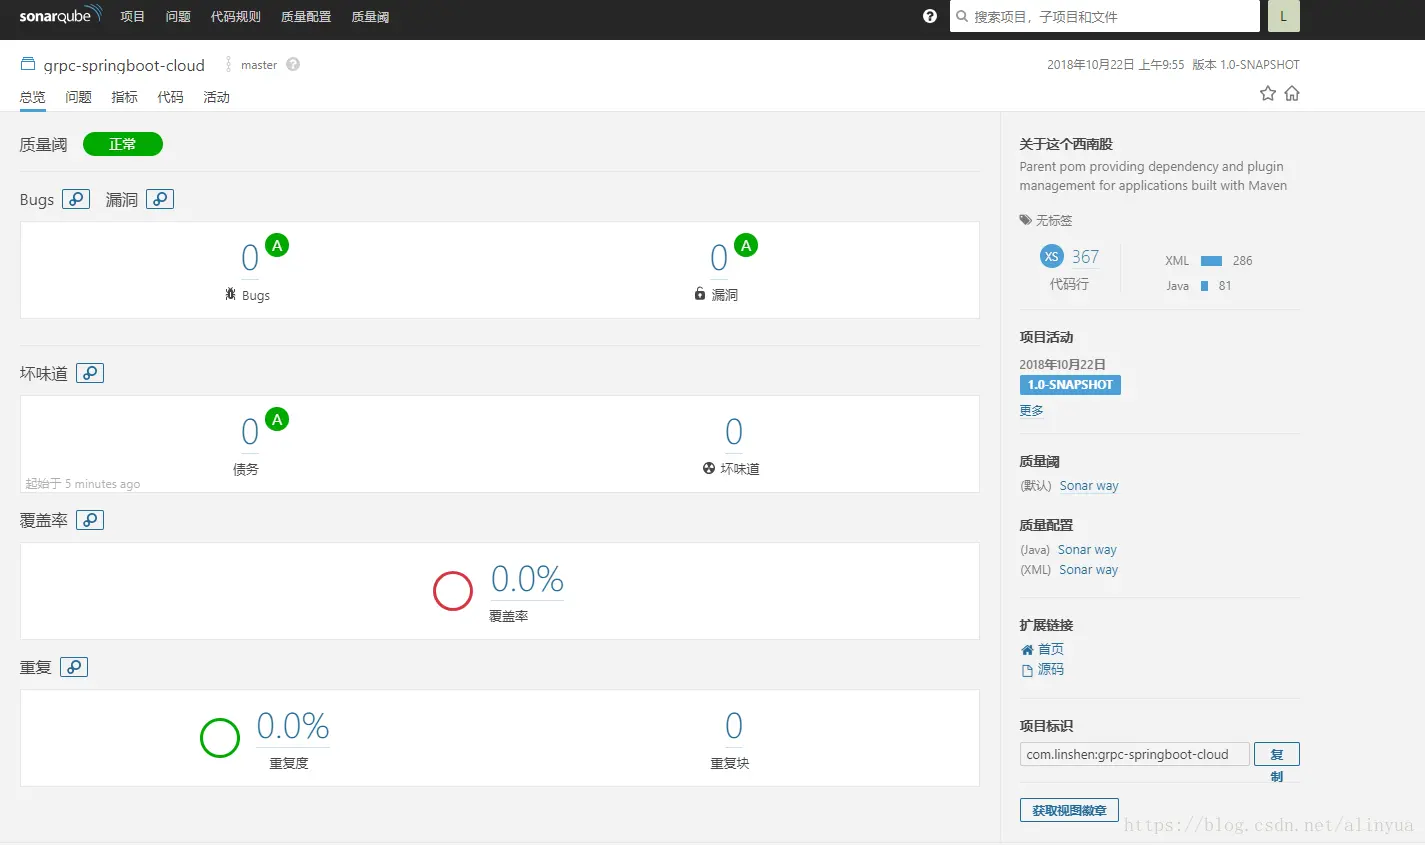 sonarqube 项目 问题 代码规则 质量配置 质量阈 搜索项目，子项目和文件 L
grpc-springboot-cloud master
2018年10月22日 上午9:55 版本 1.0-SNAPSHOT
总览 问题 指标 代码 活动
质量阈 正常
Bugs 漏洞
0 A
Bugs
0 A
漏洞
坏味道
0 A
债务
0
坏味道
起始于 5 minutes ago
覆盖率
0.0%
覆盖率
重复
0.0%
重复度
0
重复块
关于这个西南股
Parent pom providing dependency and plugin
management for applications built with Maven
无标签
XS 367
代码行
XML 286
Java 81
项目活动
2018年10月22日
1.0-SNAPSHOT
更多
质量阈
(默认) Sonar way
质量配置
(Java) Sonar way
(XML) Sonar way
扩展链接
首页
源码
项目标识
com.linshen:grpc-springboot-cloud 复
制
获取视图徽章
https://blog.csdn.net/alinyua